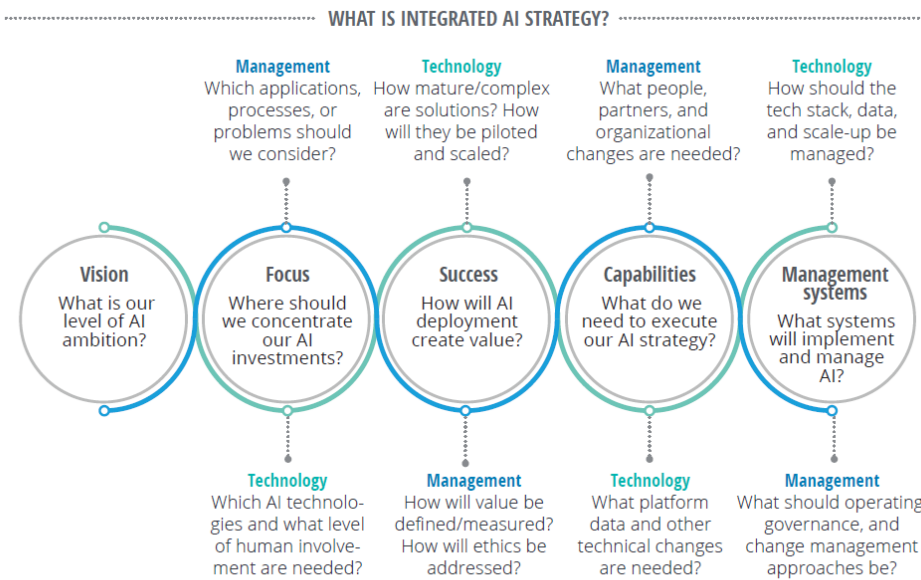 WHAT IS INTEGRATED AI STRATEGY?
Management
Which applications,
processes, or
problems should
we consider?
Technology
How mature/complex
are solutions? How
will they be piloted
and scaled?
Management
What people,
partners, and
organizational
changes are needed?
Technology
How should the
tech stack, data,
and scale-up be
managed?
Vision
What is our
level of AI
ambition?
Focus
Where should
we concentrate
our AI
investments?
Success
How will AI
deployment
create value?
Capabilities
What do we
need to execute
our AI strategy?
Management
systems
What systems
will implement
and manage
AI?
Technology
Which AI technolo-
gies and what level
of human involve-
ment are needed?
Management
How will value be
defined/measured?
How will ethics be
addressed?
Technology
What platform
data and other
technical changes
are needed?
Management
What should operating
governance, and
change management
approaches be?